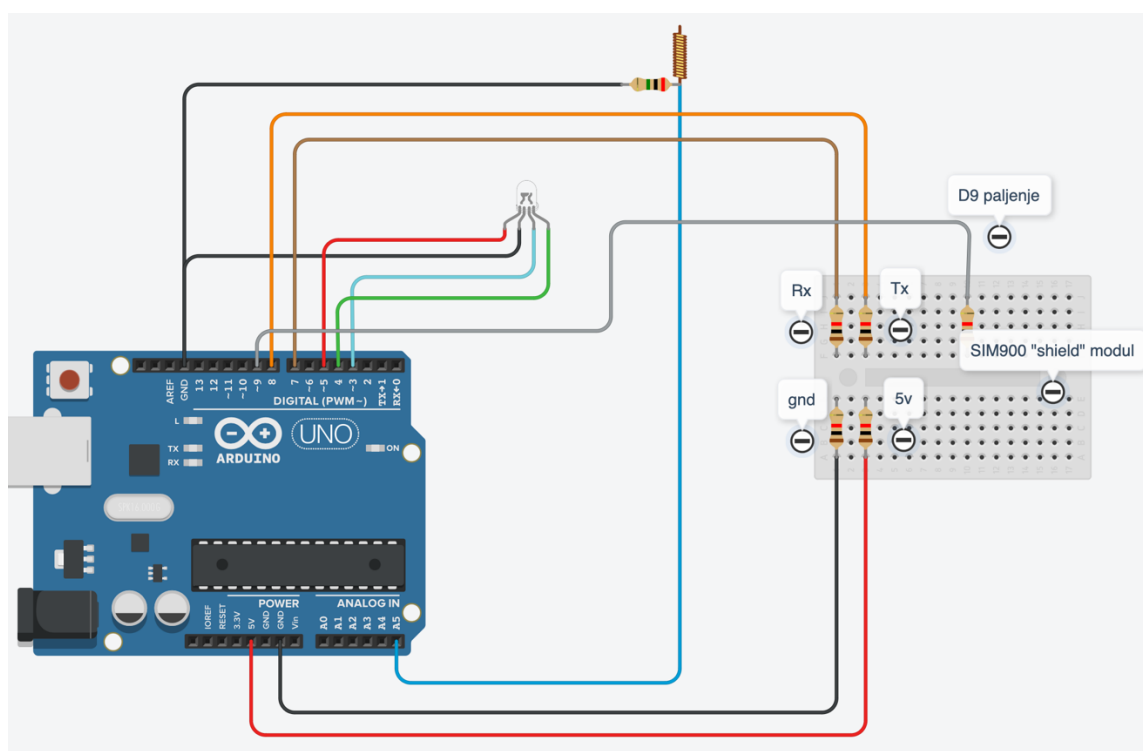 D9 paljenje
Rx
Tx
SIM900 "shield" modul
gnd
5v
AREF
GND
13
12
~11
~10
~9
8
7
~6
~5
4
~3
2
TX→1
RX←0
DIGITAL (PWM~)
L
TX
RX
ARDUINO
UNO
ON
POWER
ANALOG IN
IOREF
RESET
3.3V
5V
GND
GND
Vin
A0
A1
A2
A3
A4
A5